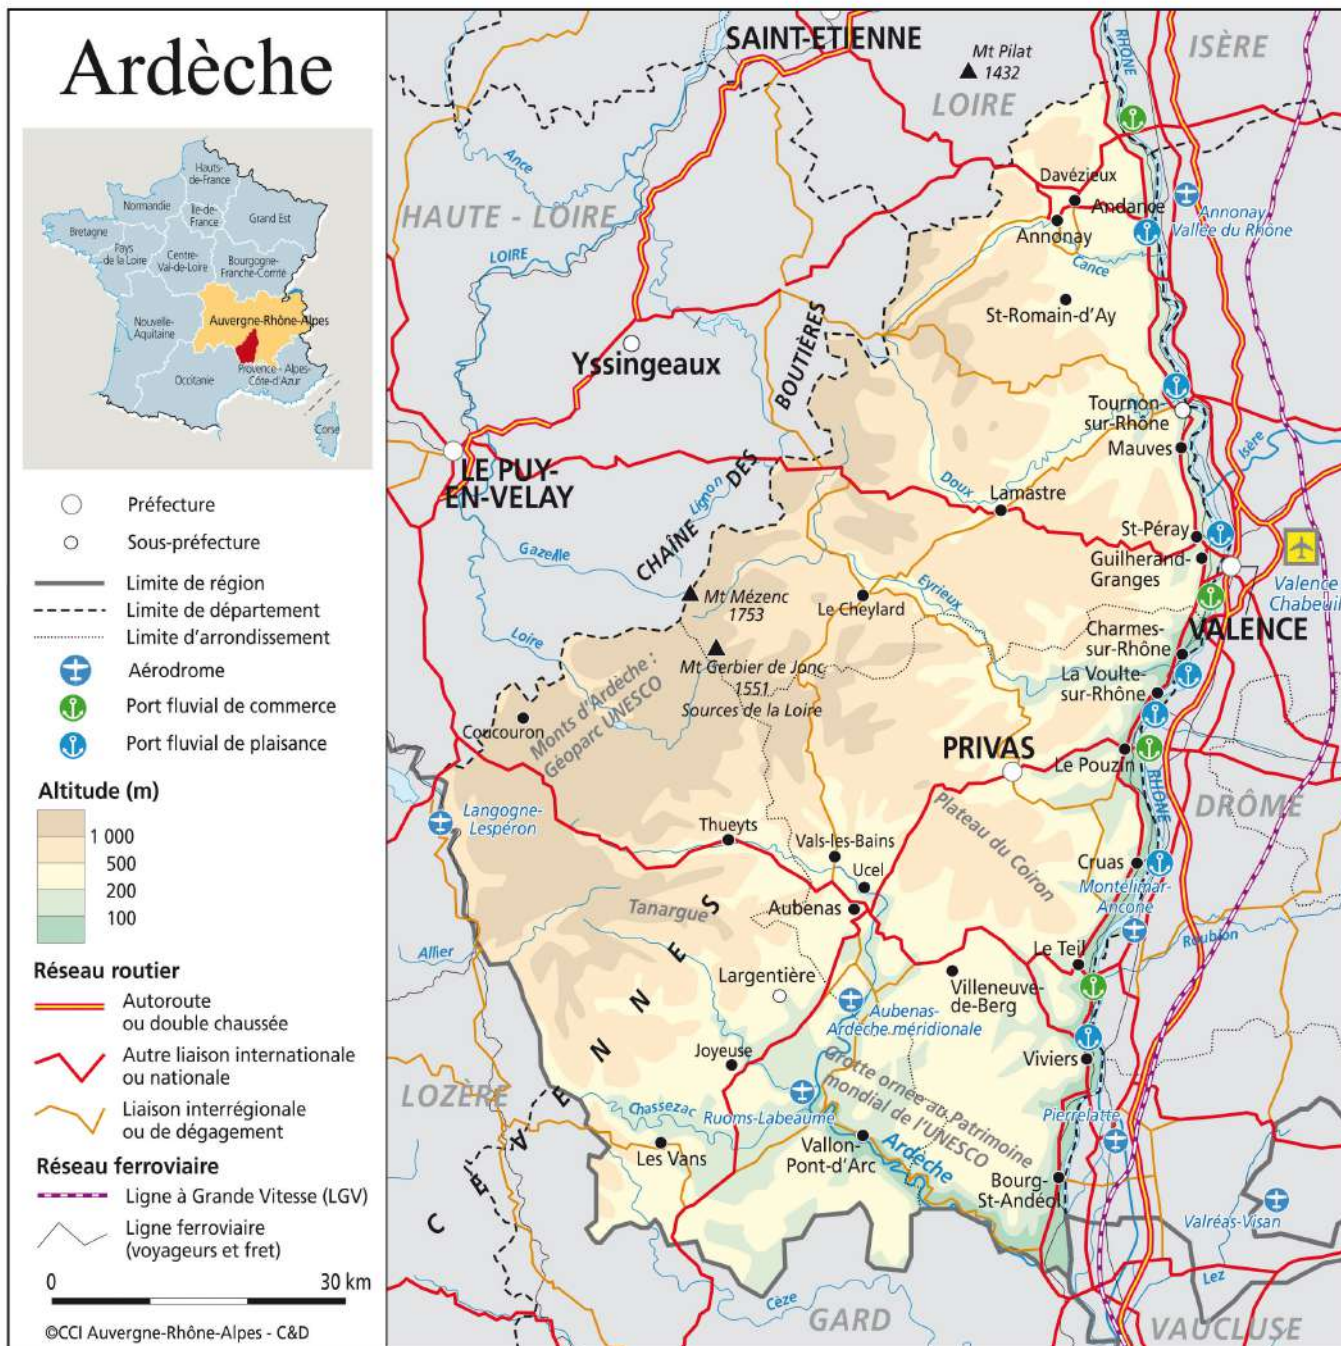 Ardèche
Hauts-
de-France
Normandie
Ile-de-
France
Grand Est
Bretagne
Pays
de la Loire
Centre-
Val-de-Loire
Bourgogne-
Franche-Comté
Nouvelle-
Aquitaine
Auvergne-Rhône-Alpes
Occitanie
Provence - Alpes-
Côte-d'Azur
Corse
Préfecture
Sous-préfecture
Limite de région
Limite de département
Limite d'arrondissement
Aérodrome
Port fluvial de commerce
Port fluvial de plaisance
Altitude (m)
1 000
500
200
100
Réseau routier
Autoroute
ou double chaussée
Autre liaison internationale
ou nationale
Liaison interrégionale
ou de dégagement
Réseau ferroviaire
Ligne à Grande Vitesse (LGV)
Ligne ferroviaire
(voyageurs et fret)
0 30 km
©CCI Auvergne-Rhône-Alpes - C&D
SAINT-ETIENNE
Mt Pilat
1432
LOIRE
RHÔNE
ISÈRE
Ance
HAUTE - LOIRE
LOIRE
Davézieux
Andance
Annonay
Annonay
Vallée du Rhône
Cance
St-Romain-d'Ay
Yssingeaux
CHAÎNE DES BOUTIÈRES
Tournon-
sur-Rhône
Mauves
Isère
LE PUY-
EN-VELAY
Lignon
Doux
Lamastre
St-Péray
Guilherand-
Granges
Gazeille
Valence
Chabeuil
Mt Mézenc
1753
Le Cheylard
Eyrieux
VALENCE
Loire
Charmes-
sur-Rhône
Mt Gerbier de Jonc
1551
Sources de la Loire
La Voulte-
sur-Rhône
Monts d'Ardèche :
Géoparc UNESCO
Coucouron
PRIVAS
Le Pouzin
RHÔNE
DRÔME
Langogne-
Lespéron
Plateau du Coiron
Thueyts
Vals-les-Bains
Ucel
Cruas
Montélimar-
Ancone
Tanargue
Aubenas
Allier
Roubion
Le Teil
Largentière
Villeneuve-
de-Berg
Aubenas-
Ardèche méridionale
Joyeuse
Viviers
Grotte ornée au Patrimoine
mondial de l'UNESCO
LOZÈRE
CEVENNES
Chassezac
Ruoms-Labeaume
Pierrelatte
Les Vans
Vallon-
Pont-d'Arc
Ardèche
Bourg-
St-Andéol
Valréas-Visan
Lez
Cèze
GARD
VAUCLUSE